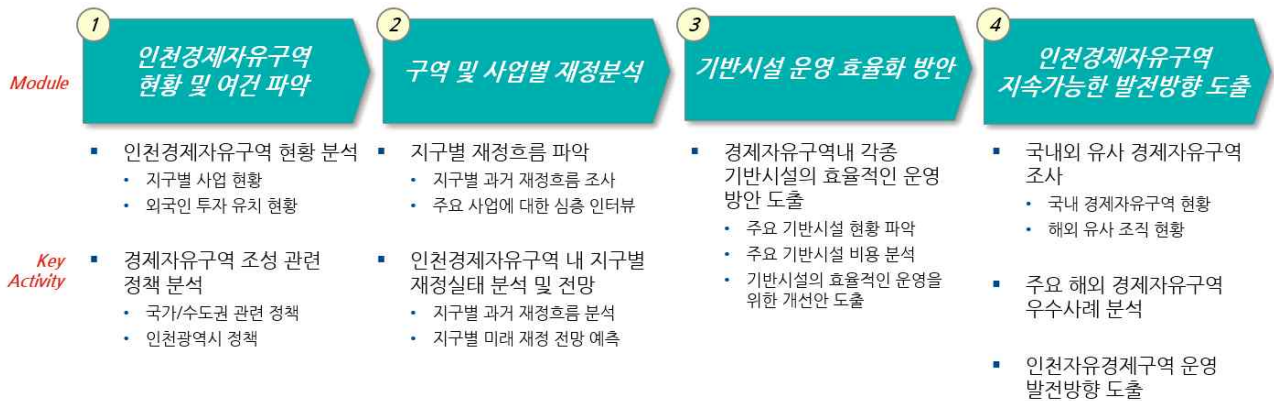 1
인천경제자유구역
현황 및 여건 파악
2
구역 및 사업별 재정분석
3
기반시설 운영 효율화 방안
4
인천경제자유구역
지속가능한 발전방향 도출
Module
Key
Activity
▪ 인천경제자유구역 현황 분석
• 지구별 사업 현황
• 외국인 투자 유치 현황
▪ 경제자유구역 조성 관련
정책 분석
• 국가/수도권 관련 정책
• 인천광역시 정책
▪ 지구별 재정흐름 파악
• 지구별 과거 재정흐름 조사
• 주요 사업에 대한 심층 인터뷰
▪ 인천경제자유구역 내 지구별
재정실태 분석 및 전망
• 지구별 과거 재정흐름 분석
• 지구별 미래 재정 전망 예측
▪ 경제자유구역내 각종
기반시설의 효율적인 운영
방안 도출
• 주요 기반시설 현황 파악
• 주요 기반시설 비용 분석
• 기반시설의 효율적인 운영을
위한 개선안 도출
▪ 국내외 유사 경제자유구역
조사
• 국내 경제자유구역 현황
• 해외 유사 조직 현황
▪ 주요 해외 경제자유구역
우수사례 분석
▪ 인천자유경제구역 운영
발전방향 도출